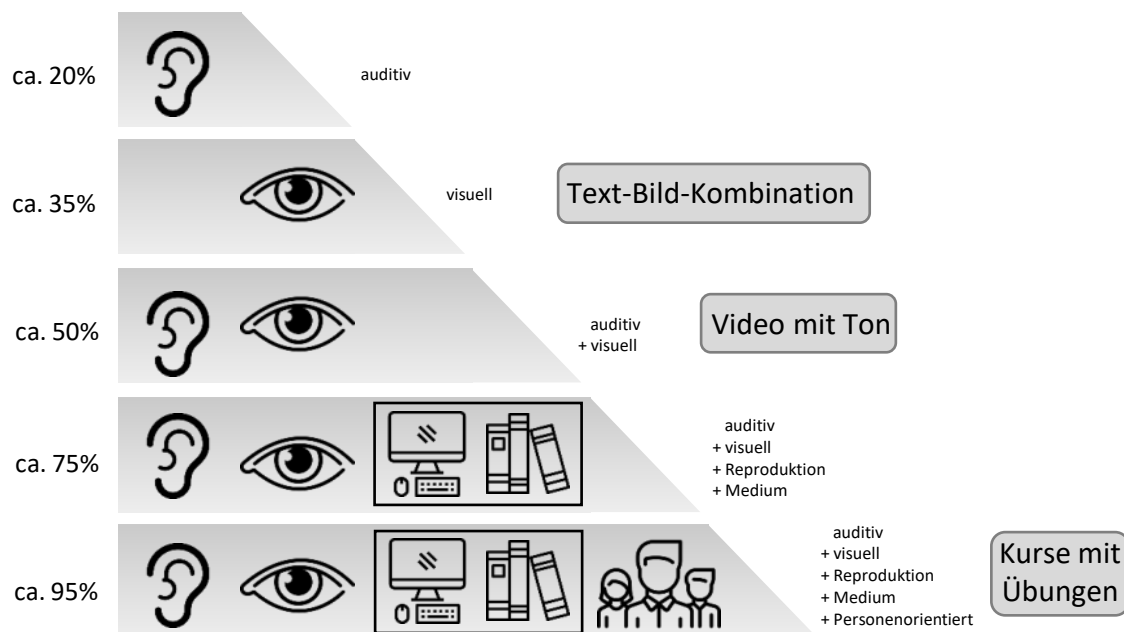 ca. 20%
auditiv
ca. 35%
visuell
Text-Bild-Kombination
ca. 50%
auditiv
+ visuell
Video mit Ton
ca. 75%
auditiv
+ visuell
+ Reproduktion
+ Medium
ca. 95%
auditiv
+ visuell
+ Reproduktion
+ Medium
+ Personenorientiert
Kurse mit
Übungen